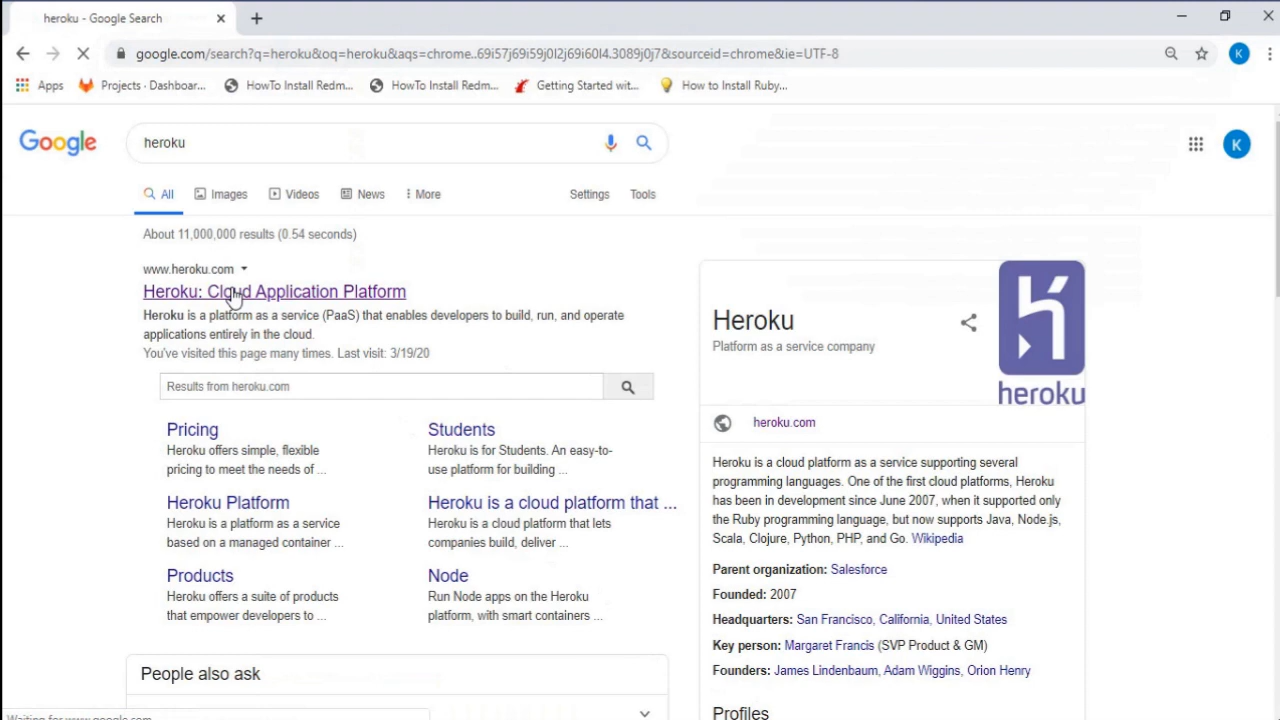 heroku - Google Search
google.com/search?q=heroku&oq=heroku&aqs=chrome..69i57j69i59j0l2j69i60l4.3089j0j7&sourceid=chrome&ie=UTF-8
K
Apps
Projects · Dashboar...
HowTo Install Redm...
HowTo Install Redm...
Getting Started wit...
How to Install Ruby...
Google
heroku
K
All
Images
Videos
News
More
Settings
Tools
About 11,000,000 results (0.54 seconds)
www.heroku.com
Heroku: Cloud Application Platform
Heroku is a platform as a service (PaaS) that enables developers to build, run, and operate
applications entirely in the cloud.
You've visited this page many times. Last visit: 3/19/20
Results from heroku.com
Pricing
Heroku offers simple, flexible
pricing to meet the needs of ...
Students
Heroku is for Students. An easy-to-
use platform for building ...
Heroku Platform
Heroku is a platform as a service
based on a managed container ...
Heroku is a cloud platform that ...
Heroku is a cloud platform that lets
companies build, deliver ...
Products
Heroku offers a suite of products
that empower developers to ...
Node
Run Node apps on the Heroku
platform, with smart containers ...
People also ask
Heroku
Platform as a service company
heroku
heroku.com
Heroku is a cloud platform as a service supporting several
programming languages. One of the first cloud platforms, Heroku
has been in development since June 2007, when it supported only
the Ruby programming language, but now supports Java, Node.js,
Scala, Clojure, Python, PHP, and Go. Wikipedia
Parent organization: Salesforce
Founded: 2007
Headquarters: San Francisco, California, United States
Key person: Margaret Francis (SVP Product & GM)
Founders: James Lindenbaum, Adam Wiggins, Orion Henry
Profiles
Waiting for www.google.com